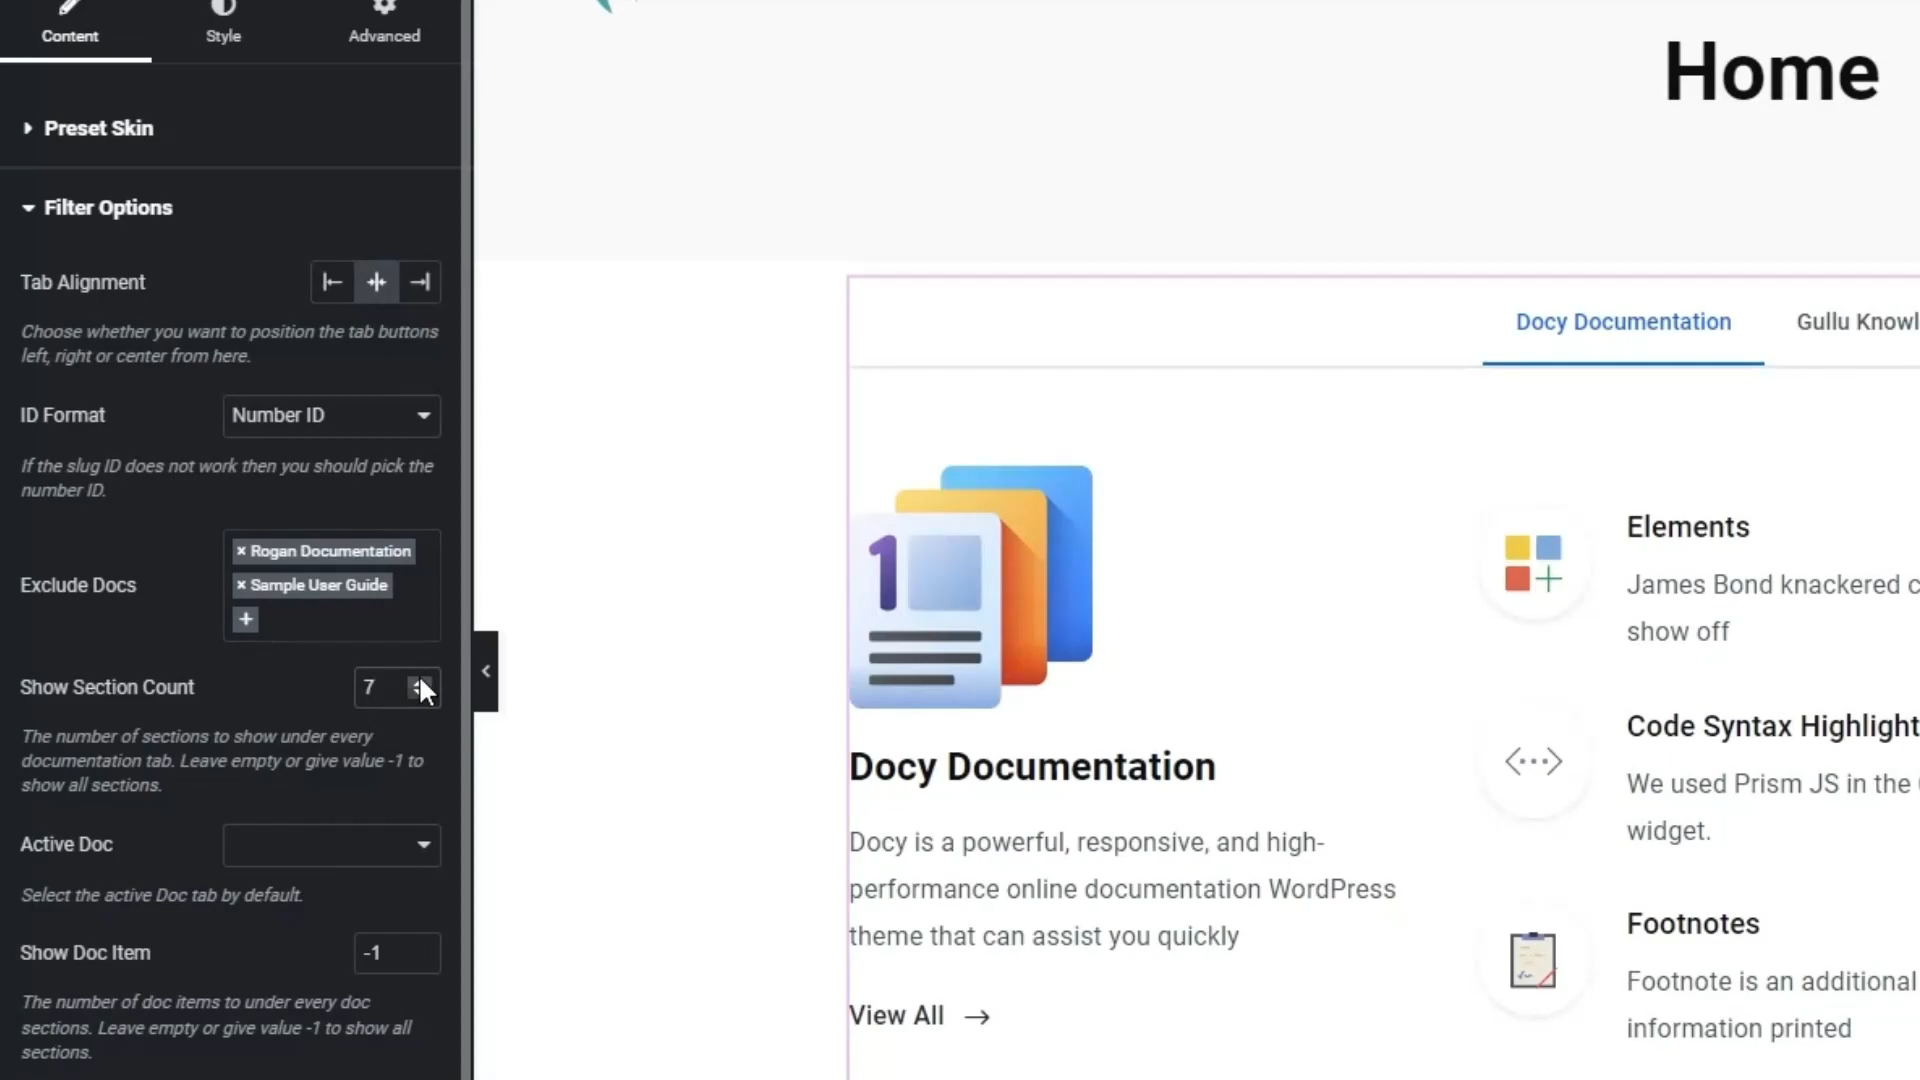 Content
Style
Advanced
Preset Skin
Filter Options
Tab Alignment
Choose whether you want to position the tab buttons
left, right or center from here.
ID Format
Number ID
If the slug ID does not work then you should pick the
number ID.
Exclude Docs
× Rogan Documentation
× Sample User Guide
+
Show Section Count
7
The number of sections to show under every
documentation tab. Leave empty or give value -1 to
show all sections.
Active Doc
Select the active Doc tab by default.
Show Doc Item
-1
The number of doc items to under every doc
sections. Leave empty or give value -1 to show all
sections.
Home
Docy Documentation
Gullu Knowl
1
Docy Documentation
Docy is a powerful, responsive, and high-
performance online documentation WordPress
theme that can assist you quickly
View All →
Elements
James Bond knackered c
show off
Code Syntax Highlight
We used Prism JS in the
widget.
Footnotes
Footnote is an additional
information printed